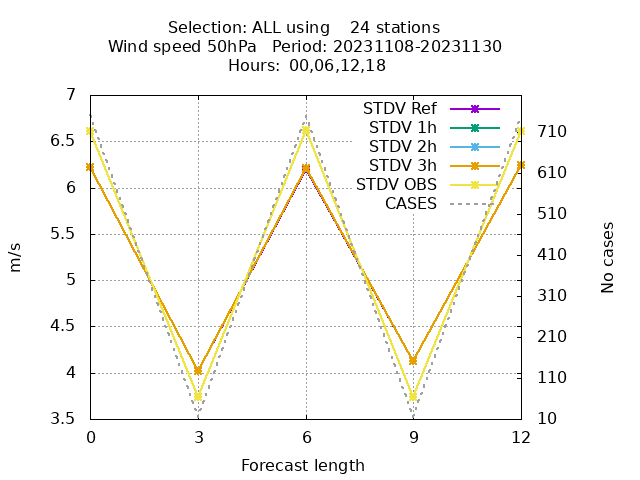 Selection: ALL using    24 stations
Wind speed 50hPa   Period: 20231108-20231130
Hours:  00,06,12,18
STDV Ref
STDV 1h
STDV 2h
STDV 3h
STDV OBS
CASES
7
6.5
6
5.5
5
4.5
4
3.5
m/s
710
610
510
410
310
210
110
10
No cases
0 3 6 9 12
Forecast length